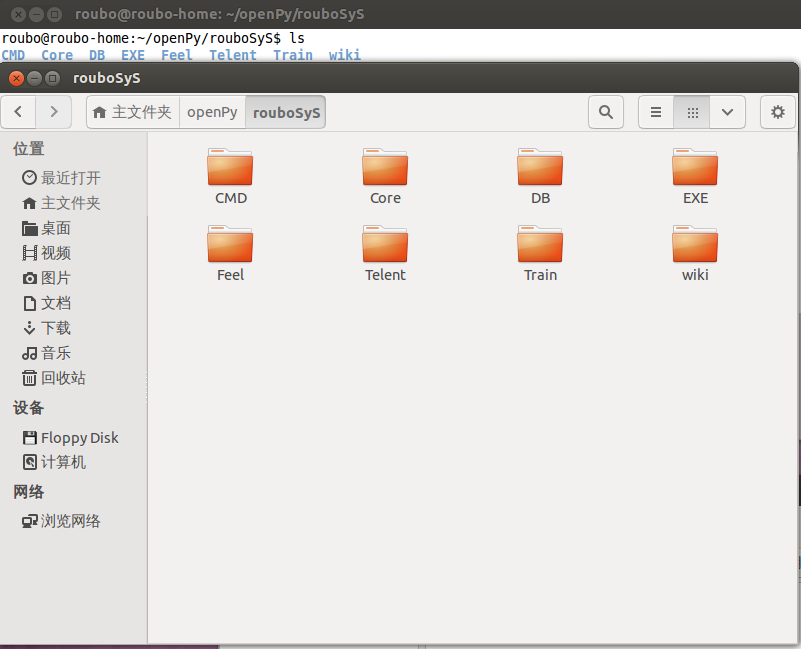 roubo@roubo-home: ~/openPy/rouboSyS
roubo@roubo-home:~/openPy/rouboSyS$ ls
CMD Core DB EXE Feel Telent Train wiki
rouboSyS
主文件夹 openPy rouboSyS
位置
最近打开
主文件夹
桌面
视频
图片
文档
下载
音乐
回收站
设备
Floppy Disk
计算机
网络
浏览网络
CMD Core DB EXE
Feel Telent Train wiki